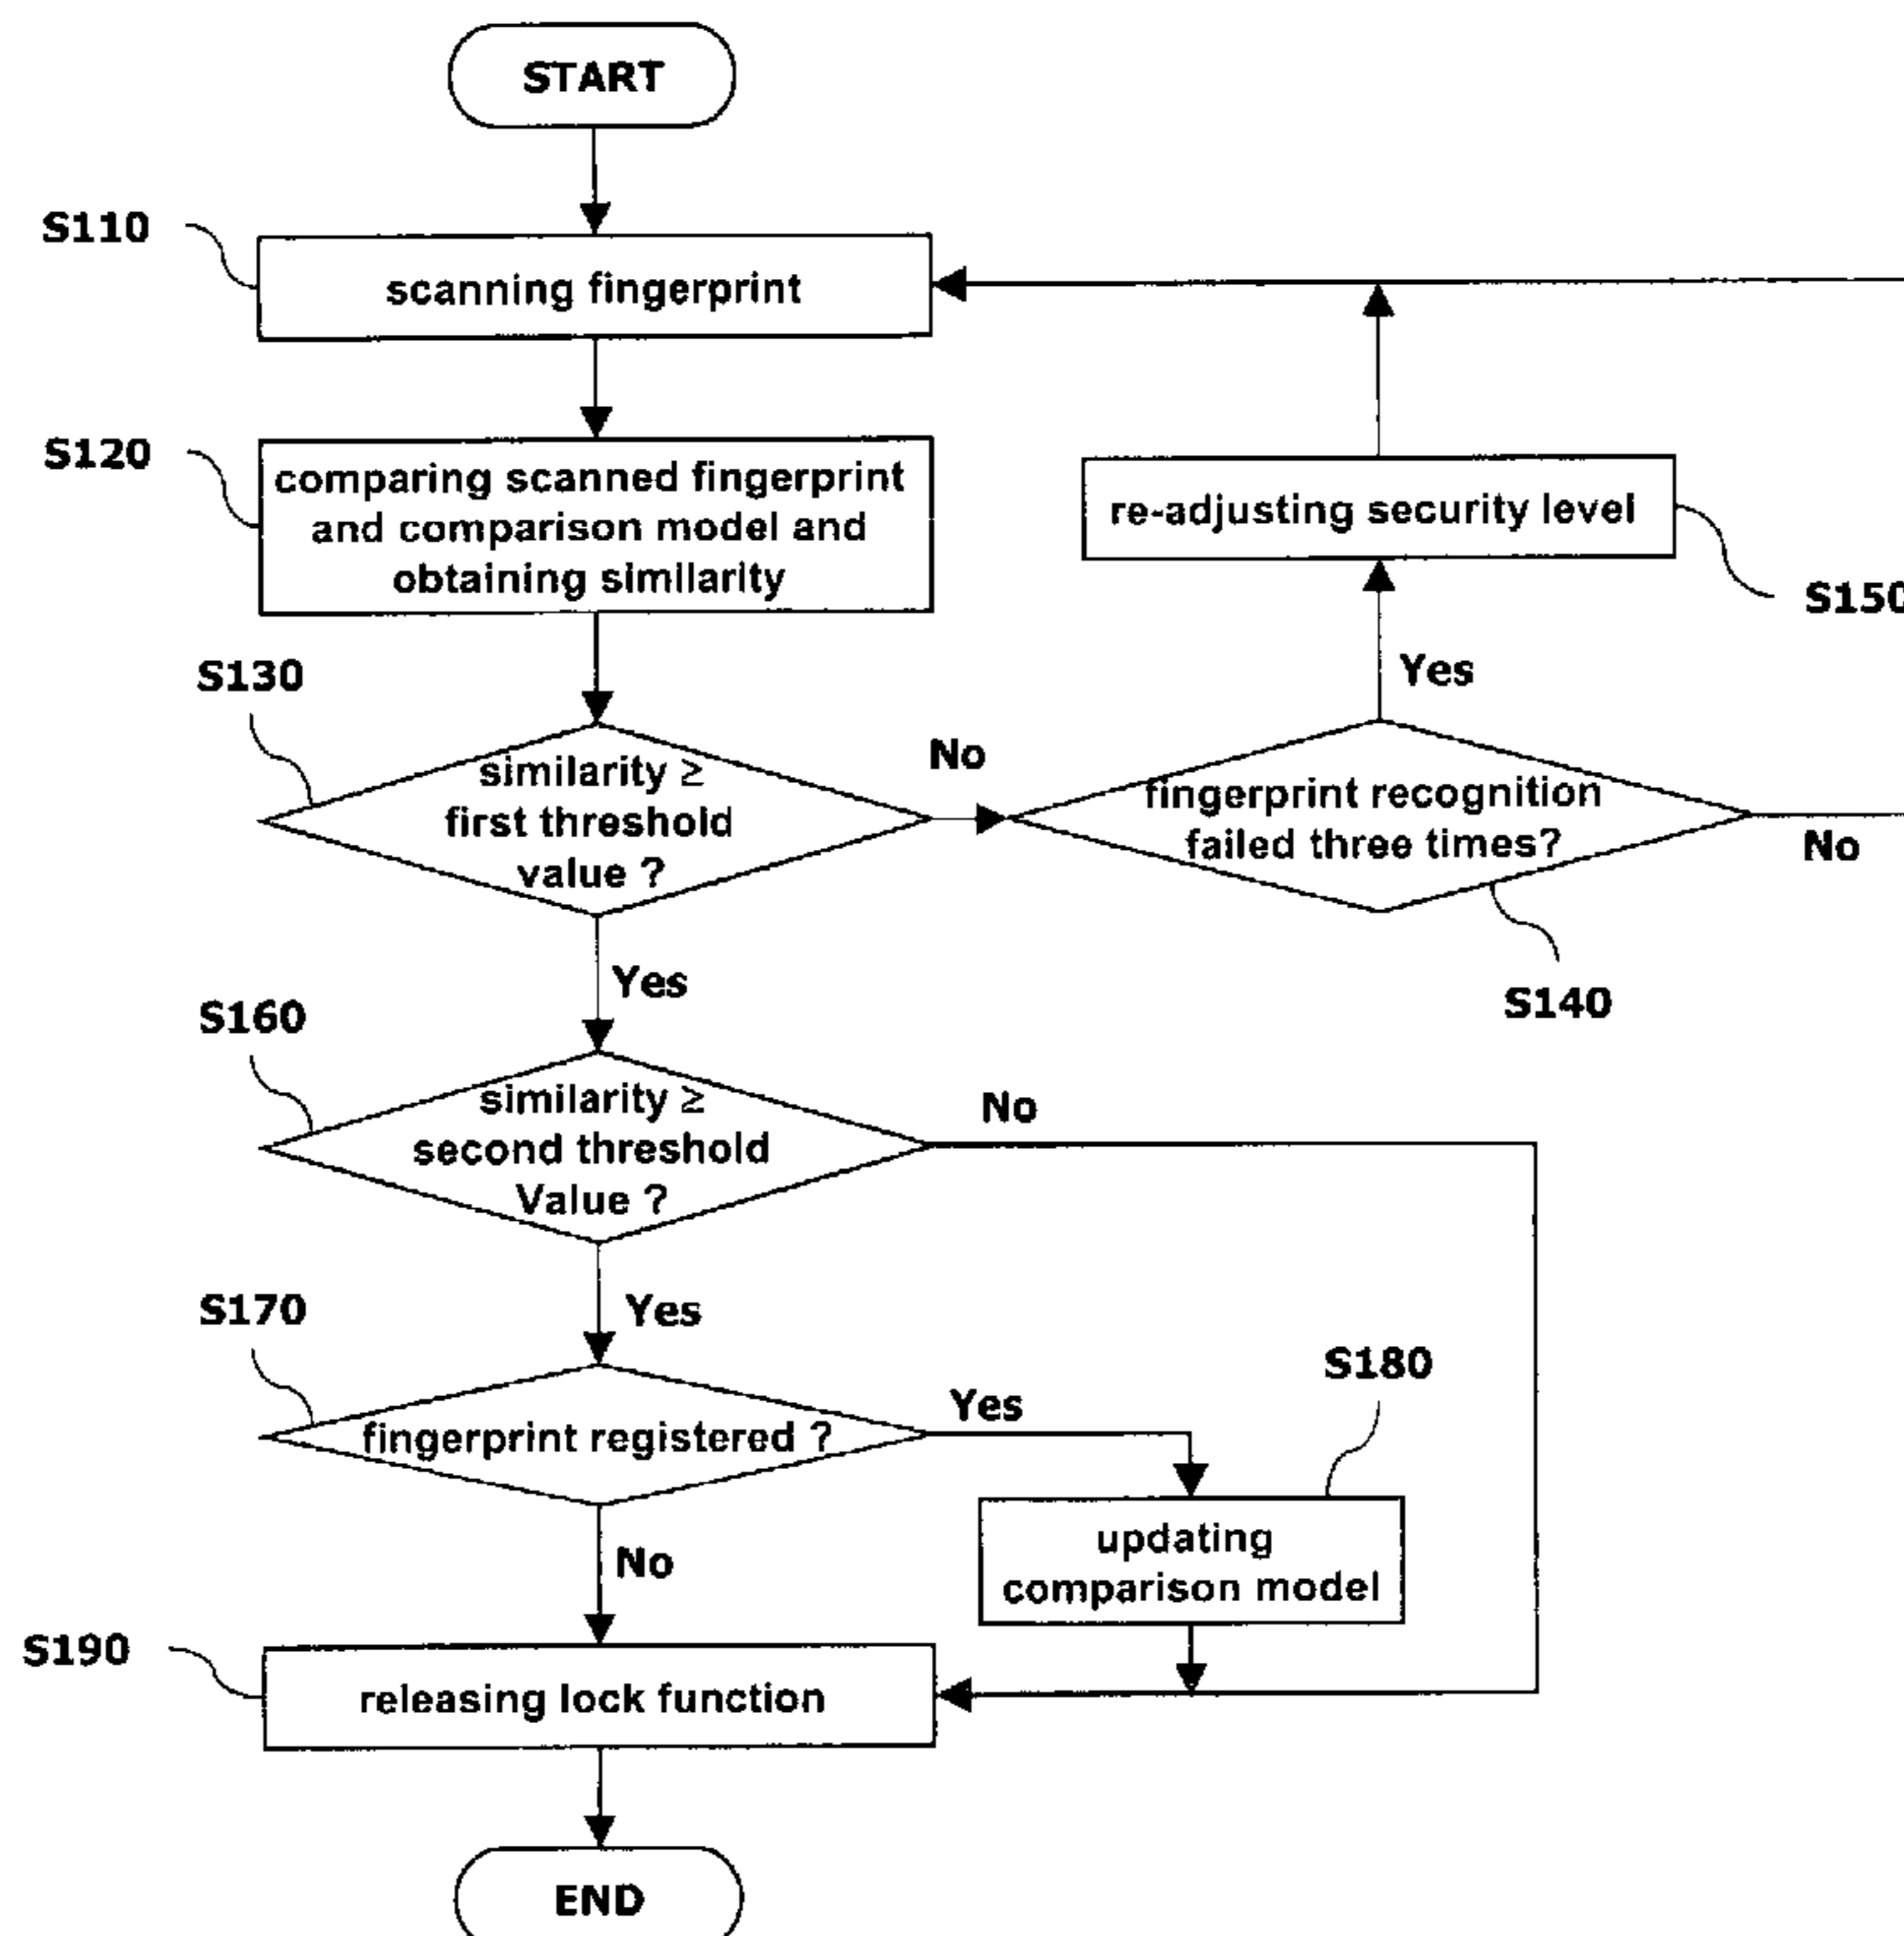 START
S110
scanning fingerprint
S120
comparing scanned fingerprint
and comparison model and
obtaining similarity
re-adjusting security level
S150
S130
similarity ≥
first threshold
value ?
No
Yes
fingerprint recognition
failed three times?
No
S140
Yes
S160
similarity ≥
second threshold
Value ?
No
Yes
S170
fingerprint registered ?
Yes
S180
updating
comparison model
No
S190
releasing lock function
END